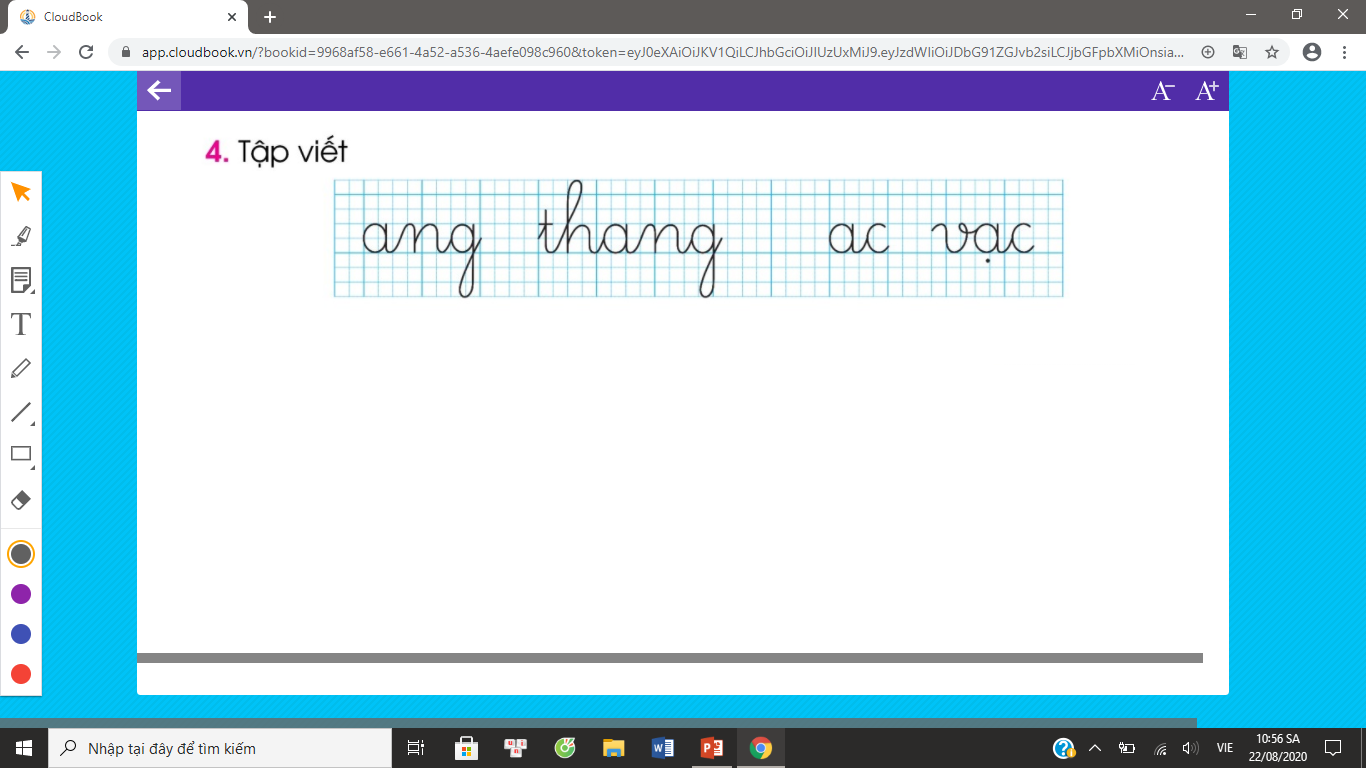 CloudBook
app.cloudbook.vn/?bookid=9968af58-e661-4a52-a536-4aefe098c960&token=eyJ0eXAiOiJKV1QiLCJhbGciOiJIUzUxMiJ9.eyJzdWIiOiJDbG91ZGJvb2siLCJjbGFpbXMiOnsia...
A− A+
4. Tập viết
ang thang ac vạc
T
Nhập tại đây để tìm kiếm
VIE
10:56 SA
22/08/2020